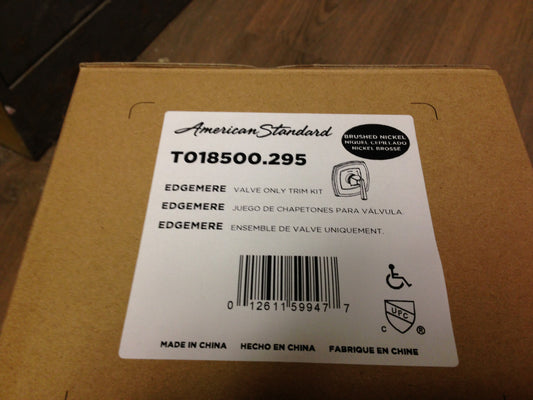 American Standard
BRUSHED NICKEL
NIQUEL CEPILLADO
NICKEL BROSSÉ
T018500.295
EDGEMERE VALVE ONLY TRIM KIT
EDGEMERE JUEGO DE CHAPETONES PARA VÁLVULA
EDGEMERE ENSEMBLE DE VALVE UNIQUEMENT.
0 12611 59947 7
UPC
C ®
MADE IN CHINA HECHO EN CHINA FABRIQUE EN CHINE